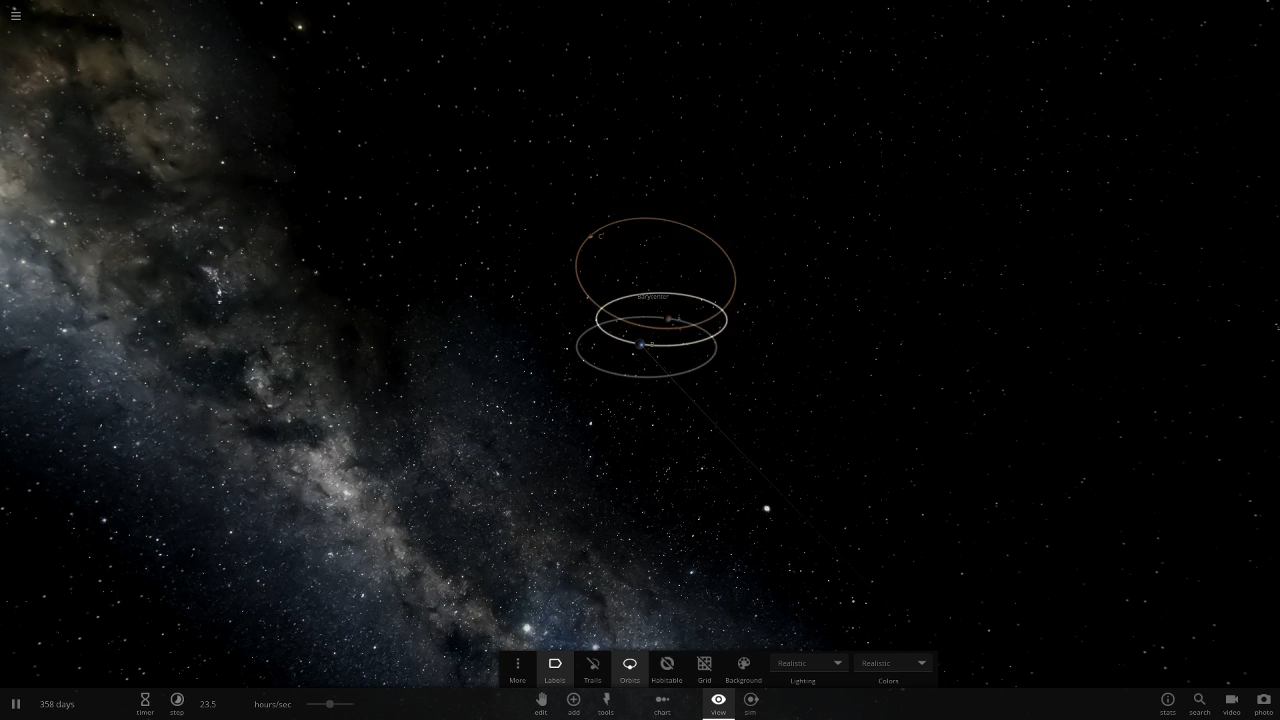 C
Barycenter
B
More
Labels
Trails
Orbits
Habitable
Grid
Background
Realistic
Lighting
Realistic
Colors
358 days
timer
step
23.5
hours/sec
edit
add
tools
chart
view
sim
stats
search
video
photo